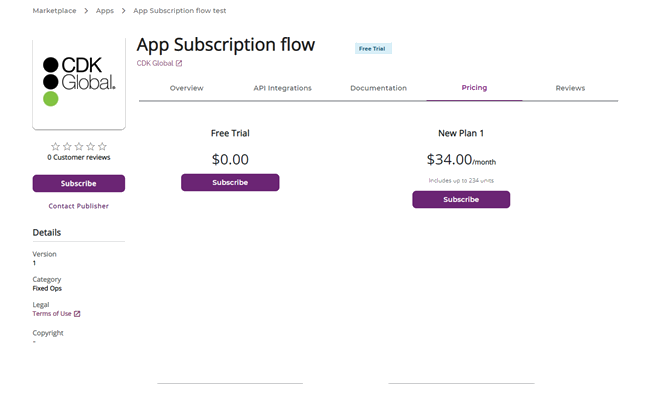 Marketplace > Apps > App Subscription flow test
CDK
Global.
App Subscription flow
Free Trial
CDK Global
Overview
API Integrations
Documentation
Pricing
Reviews
0 Customer reviews
Subscribe
Contact Publisher
Details
Version
1
Category
Fixed Ops
Legal
Terms of Use
Copyright
-
Free Trial
$0.00
Subscribe
New Plan 1
$34.00/month
Includes up to 234 units
Subscribe